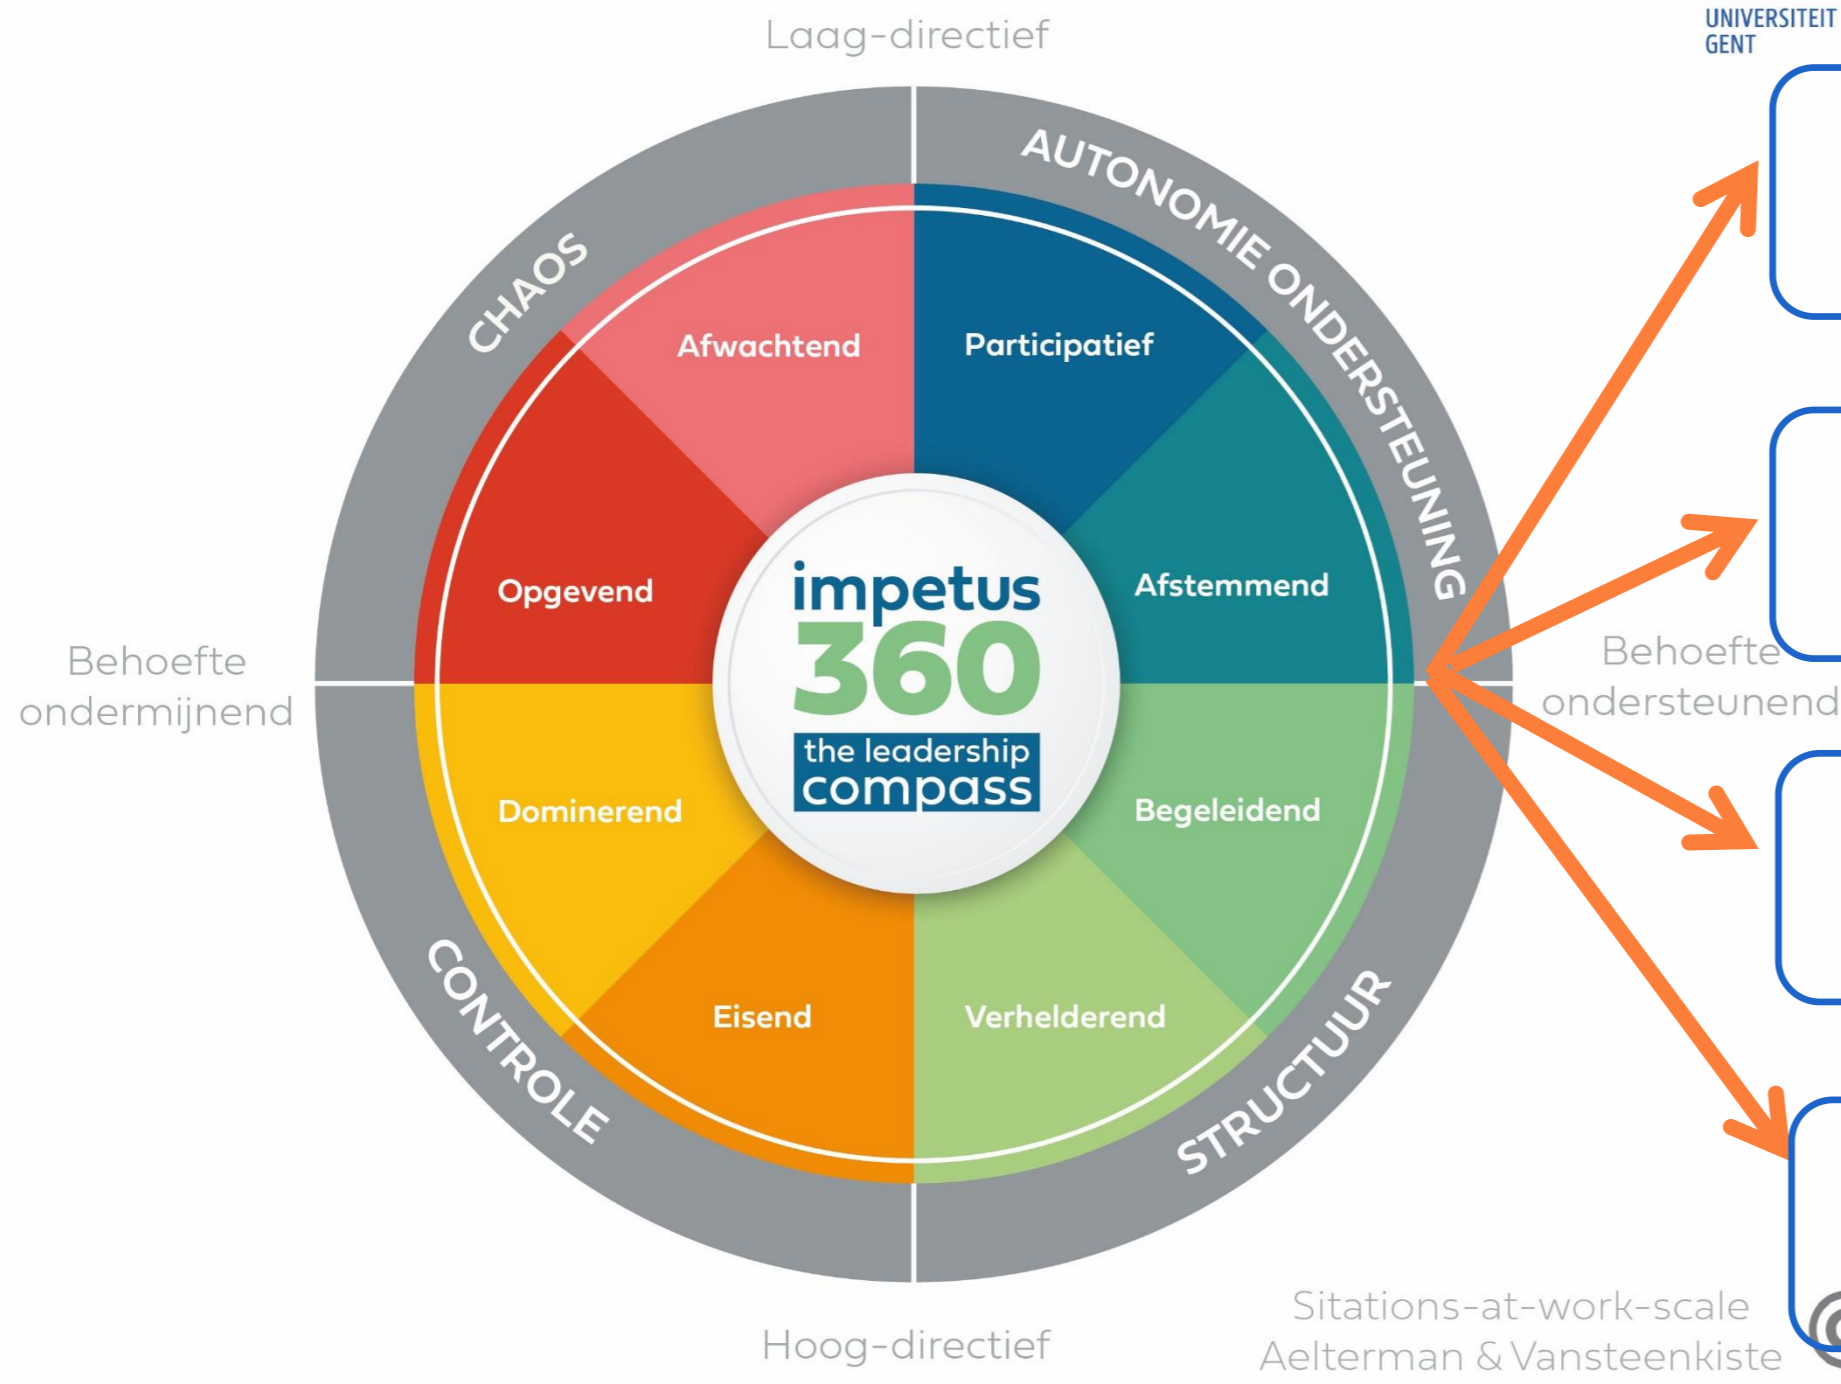 Laag-directief
UNIVERSITEIT
GENT
CHAOS
AUTONOMIE ONDERSTEUNING
Afwachtend
Participatief
Opgevend
Afstemmend
impetus
360
the leadership
compass
Behoefte
ondermijnend
Behoefte
ondersteunend
Dominerend
Begeleidend
Eisend
Verhelderend
CONTROLE
STRUCTUUR
Hoog-directief
Sitations-at-work-scale
Aelterman & Vansteenkiste